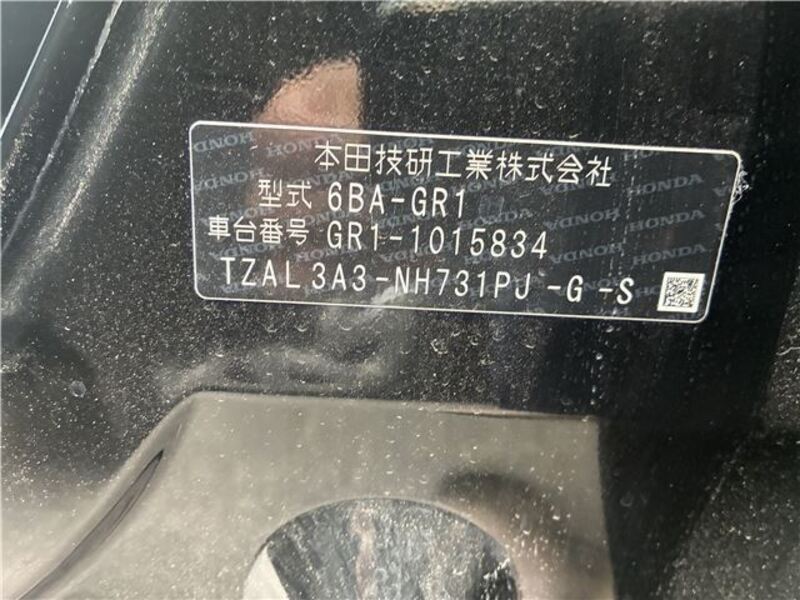 本田技研工業株式会社
型式 6BA-GR1
車台番号 GR1-1015834
TZAL 3A3-NH731PJ -G -S